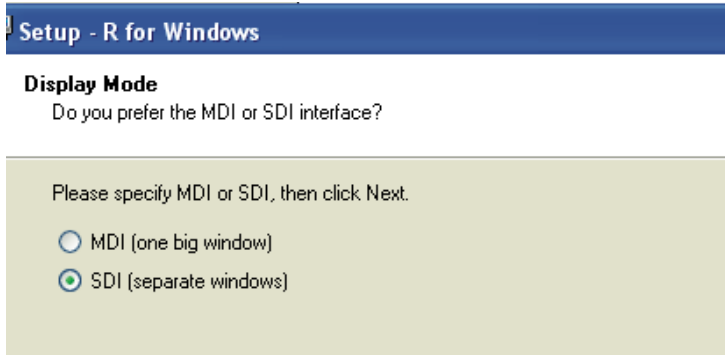 Setup - R for Windows
Display Mode
Do you prefer the MDI or SDI interface?
Please specify MDI or SDI, then click Next.
MDI (one big window)
SDI (separate windows)